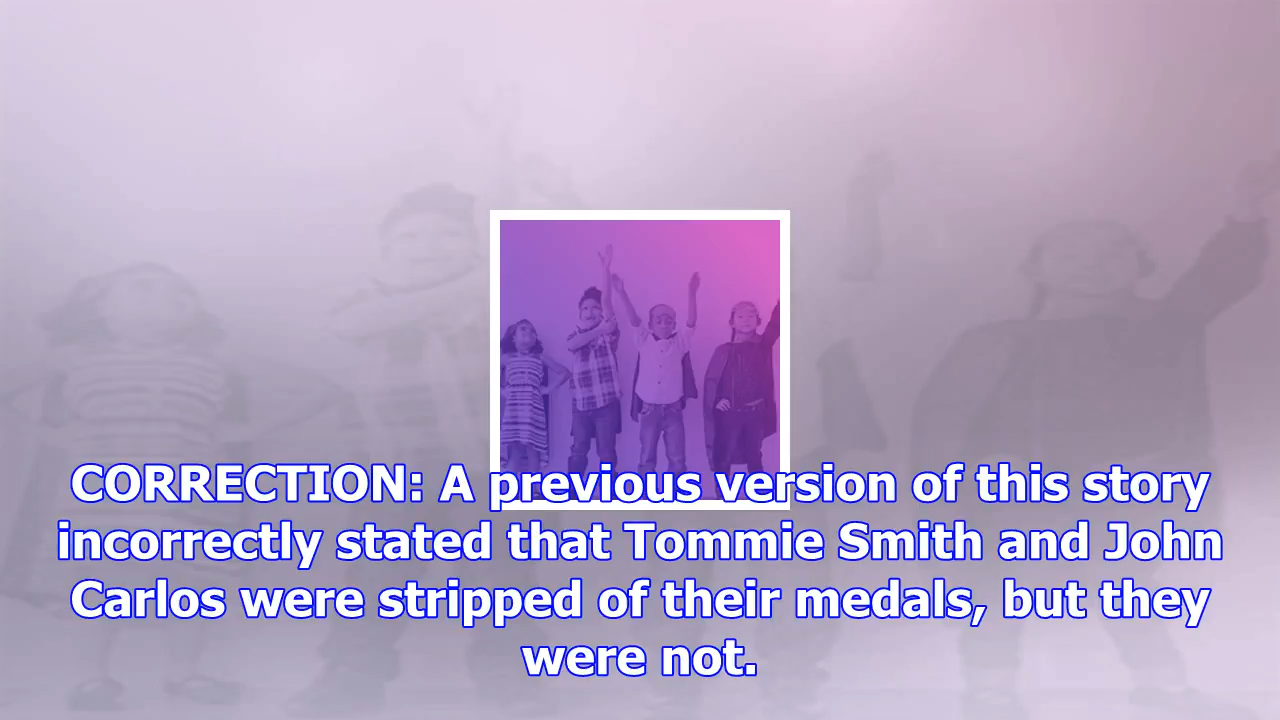 CORRECTION: A previous version of this story
incorrectly stated that Tommie Smith and John
Carlos were stripped of their medals, but they
were not.